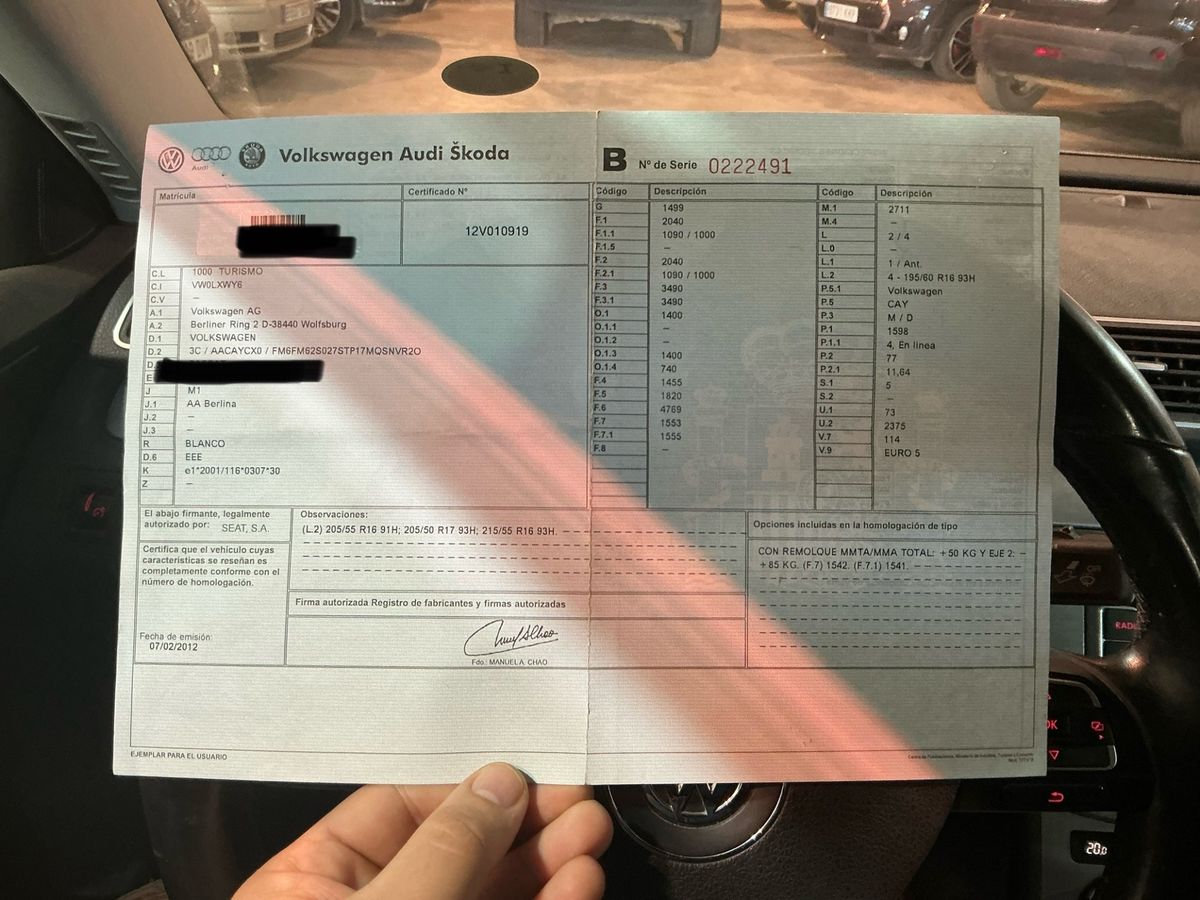 Audi
SKODA
Volkswagen Audi Škoda
Matrícula
Certificado Nº
12V010919
C.L 1000 TURISMO
C.I VW0LXWY6
C.V –
A.1 Volkswagen AG
A.2 Berliner Ring 2 D-38440 Wolfsburg
D.1 VOLKSWAGEN
D.2 3C / AACAYCX0 / FM6FM62S027STP17MQSNVR2O
E
J M1
J.1 AA Berlina
J.2 –
J.3 –
R BLANCO
D.6 EEE
K e1*2001/116*0307*30
Z –
B Nº de Serie 0222491
Código Descripción
G 1499
F.1 2040
F.1.1 1090 / 1000
F.1.5 –
F.2 2040
F.2.1 1090 / 1000
F.3 3490
F.3.1 3490
O.1 1400
O.1.1 –
O.1.2 –
O.1.3 1400
O.1.4 740
F.4 1455
F.5 1820
F.6 4769
F.7 1553
F.7.1 1555
F.8 –
Código Descripción
M.1 2711
M.4 –
L 2 / 4
L.0 –
L.1 1 / Ant.
L.2 4 - 195/60 R16 93H
P.5.1 Volkswagen
P.5 CAY
P.3 M / D
P.1 1598
P.1.1 4, En linea
P.2 77
P.2.1 11,64
S.1 5
S.2 –
U.1 73
U.2 2375
V.7 114
V.9 EURO 5
El abajo firmante, legalmente
autorizado por: SEAT, S.A.
Certifica que el vehículo cuyas
características se reseñan es
completamente conforme con el
número de homologación.
Fecha de emisión:
07/02/2012
Observaciones:
(L.2) 205/55 R16 91H; 205/50 R17 93H; 215/55 R16 93H.
Firma autorizada Registro de fabricantes y firmas autorizadas
Fdo.: MANUEL A. CHAO
Opciones incluidas en la homologación de tipo
CON REMOLQUE MMTA/MMA TOTAL: +50 KG Y EJE 2: –
+85 KG. (F.7) 1542. (F.7.1) 1541.
EJEMPLAR PARA EL USUARIO
OFF
RADI
OK
20.0